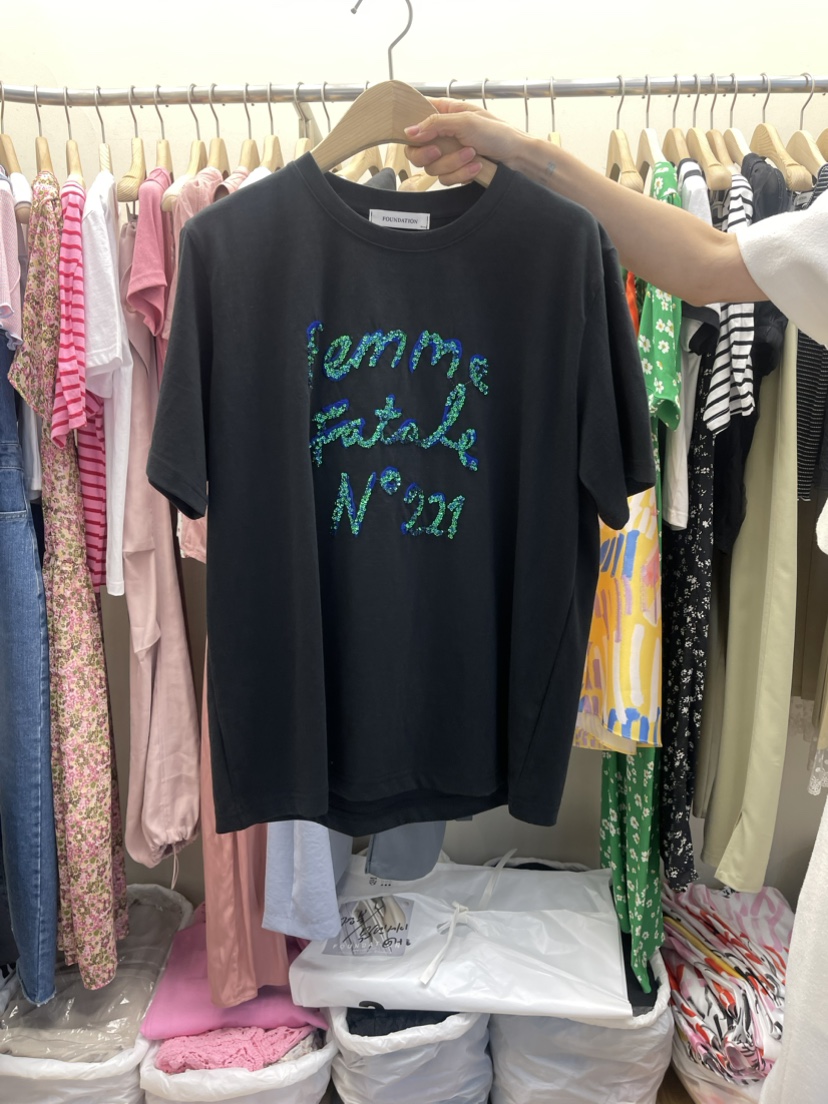 FOUNDATION
femme
Fatale
N° 221